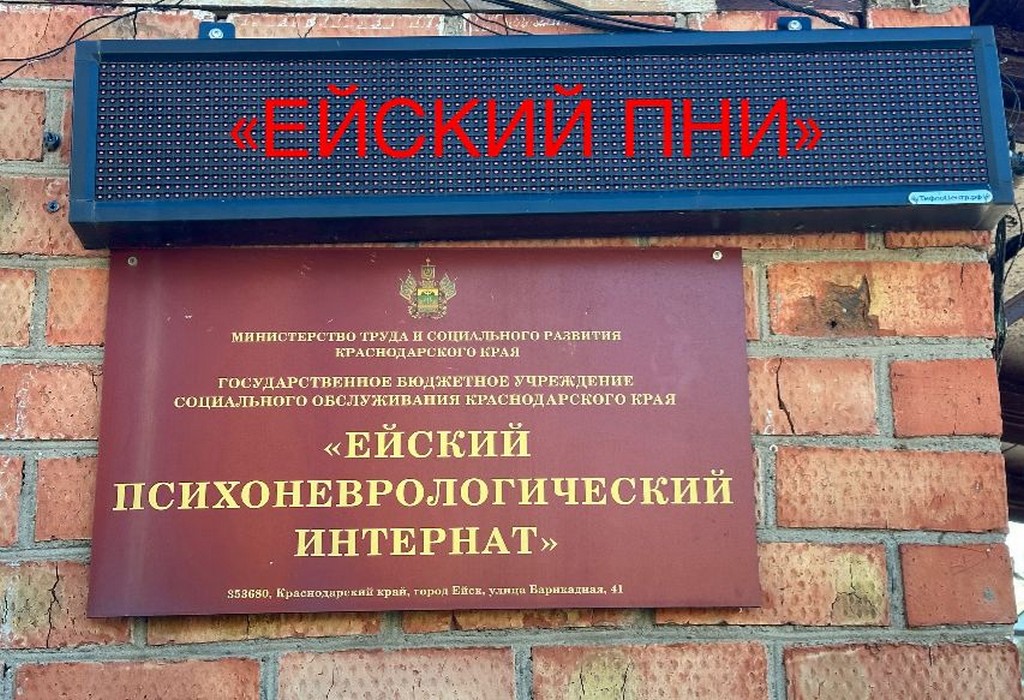 «ЕЙСКИЙ ПНИ»
МИНИСТЕРСТВО ТРУДА И СОЦИАЛЬНОГО РАЗВИТИЯ
КРАСНОДАРСКОГО КРАЯ
ГОСУДАРСТВЕННОЕ БЮДЖЕТНОЕ УЧРЕЖДЕНИЕ
СОЦИАЛЬНОГО ОБСЛУЖИВАНИЯ КРАСНОДАРСКОГО КРАЯ
«ЕЙСКИЙ
ПСИХОНЕВРОЛОГИЧЕСКИЙ
ИНТЕРНАТ»
353680, Краснодарский край, город Ейск, улица Барикадная, 41